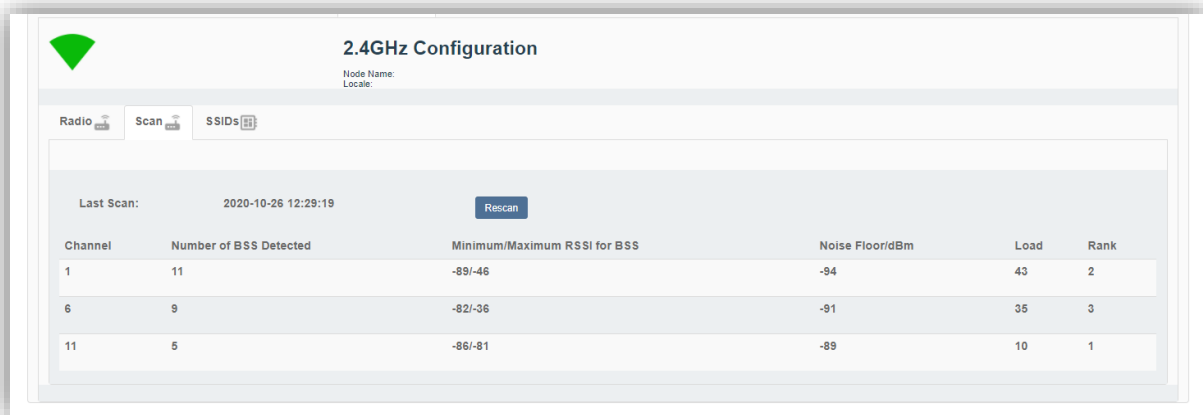 2.4GHz Configuration
Node Name:
Locale:
Radio Scan SSIDs
Last Scan: 2020-10-26 12:29:19 Rescan
Channel Number of BSS Detected Minimum/Maximum RSSI for BSS Noise Floor/dBm Load Rank
1 11 -89/-46 -94 43 2
6 9 -82/-36 -91 35 3
11 5 -86/-81 -89 10 1